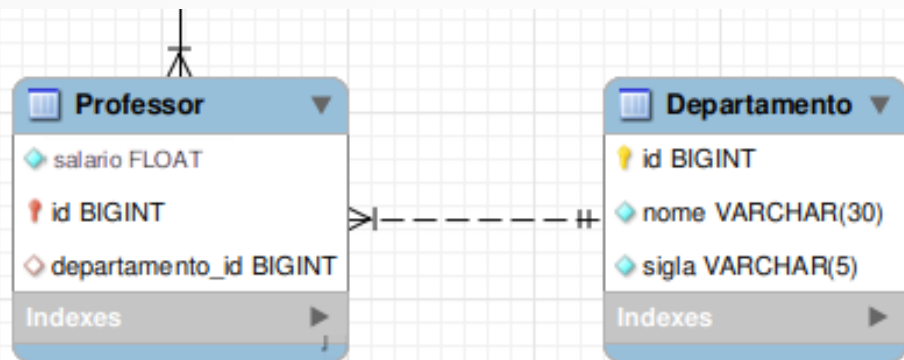 Professor
salario FLOAT
id BIGINT
departamento_id BIGINT
Indexes
Departamento
id BIGINT
nome VARCHAR(30)
sigla VARCHAR(5)
Indexes